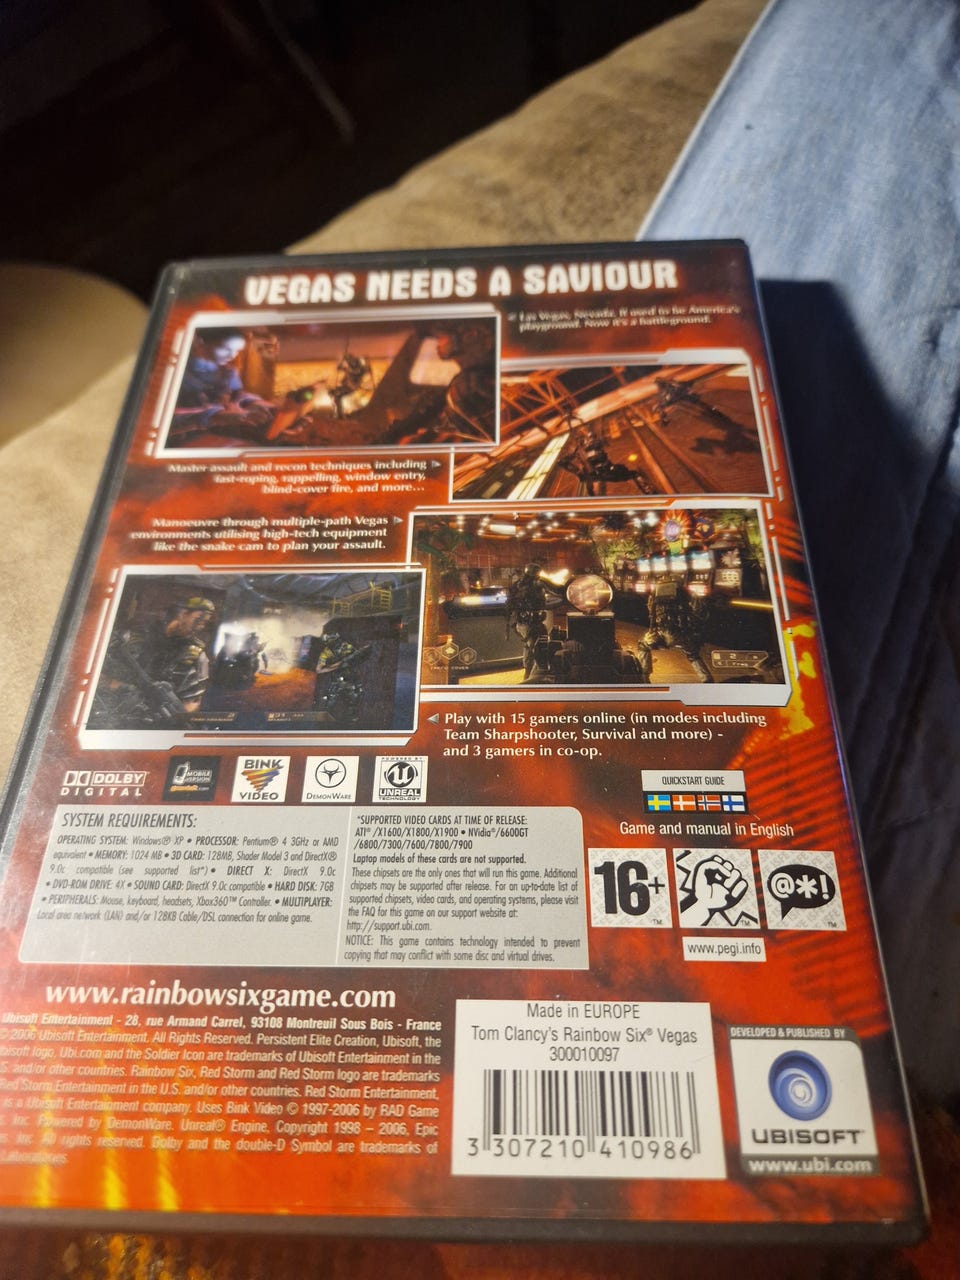 VEGAS NEEDS A SAVIOUR
Las Vegas, Nevada. It used to be America's
playground. Now it's a battleground.
Master assault and recon techniques including
fast-roping, rappelling, window entry,
blind-cover fire, and more...
Manoeuvre through multiple-path Vegas
environments utilising high-tech equipment
like the snake cam to plan your assault.
Play with 15 gamers online (in modes including
Team Sharpshooter, Survival and more) -
and 3 gamers in co-op.
DOLBY
DIGITAL
MOBILE
VERSION
BINK
VIDEO
DEMONWARE
POWERED BY
UNREAL
TECHNOLOGY
QUICKSTART GUIDE
Game and manual in English
SYSTEM REQUIREMENTS:
OPERATING SYSTEM: Windows® XP • PROCESSOR: Pentium® 4 3GHz or AMD
equivalent • MEMORY: 1024 MB • 3D CARD: 128MB, Shader Model 3 and DirectX®
9.0c compatible (see supported list*) • DIRECT X: DirectX 9.0c
• DVD-ROM DRIVE: 4X • SOUND CARD: DirectX 9.0c compatible • HARD DISK: 7GB
• PERIPHERALS: Mouse, keyboard, headsets, Xbox360™ Controller. • MULTIPLAYER:
Local area network (LAN) and/or 128KB Cable/DSL connection for online game.
*SUPPORTED VIDEO CARDS AT TIME OF RELEASE:
ATI® /X1600/X1800/X1900 • NVidia®/6600GT
/6800/7300/7600/7800/7900
Laptop models of these cards are not supported.
These chipsets are the only ones that will run this game. Additional
chipsets may be supported after release. For an up-to-date list of
supported chipsets, video cards, and operating systems, please visit
the FAQ for this game on our support website at:
http://support.ubi.com.
NOTICE: This game contains technology intended to prevent
copying that may conflict with some disc and virtual drives.
16+
TM
TM
@*!
TM
www.pegi.info
www.rainbowsixgame.com
Ubisoft Entertainment - 28, rue Armand Carrel, 93108 Montreuil Sous Bois - France
© 2006 Ubisoft Entertainment. All Rights Reserved. Persistent Elite Creation, Ubisoft, the
logo, Ubi.com and the Soldier Icon are trademarks of Ubisoft Entertainment in the
and/or other countries. Rainbow Six, Red Storm and Red Storm logo are trademarks
Red Storm Entertainment in the U.S. and/or other countries. Red Storm Entertainment,
is a Ubisoft Entertainment company. Uses Bink Video © 1997-2006 by RAD Game
Inc. Powered by DemonWare. Unreal® Engine, Copyright 1998 – 2006, Epic
Inc. All rights reserved. Dolby and the double-D Symbol are trademarks of
Laboratories.
Made in EUROPE
Tom Clancy's Rainbow Six® Vegas
300010097
3 307210 410986
DEVELOPED & PUBLISHED BY
UBISOFT
www.ubi.com